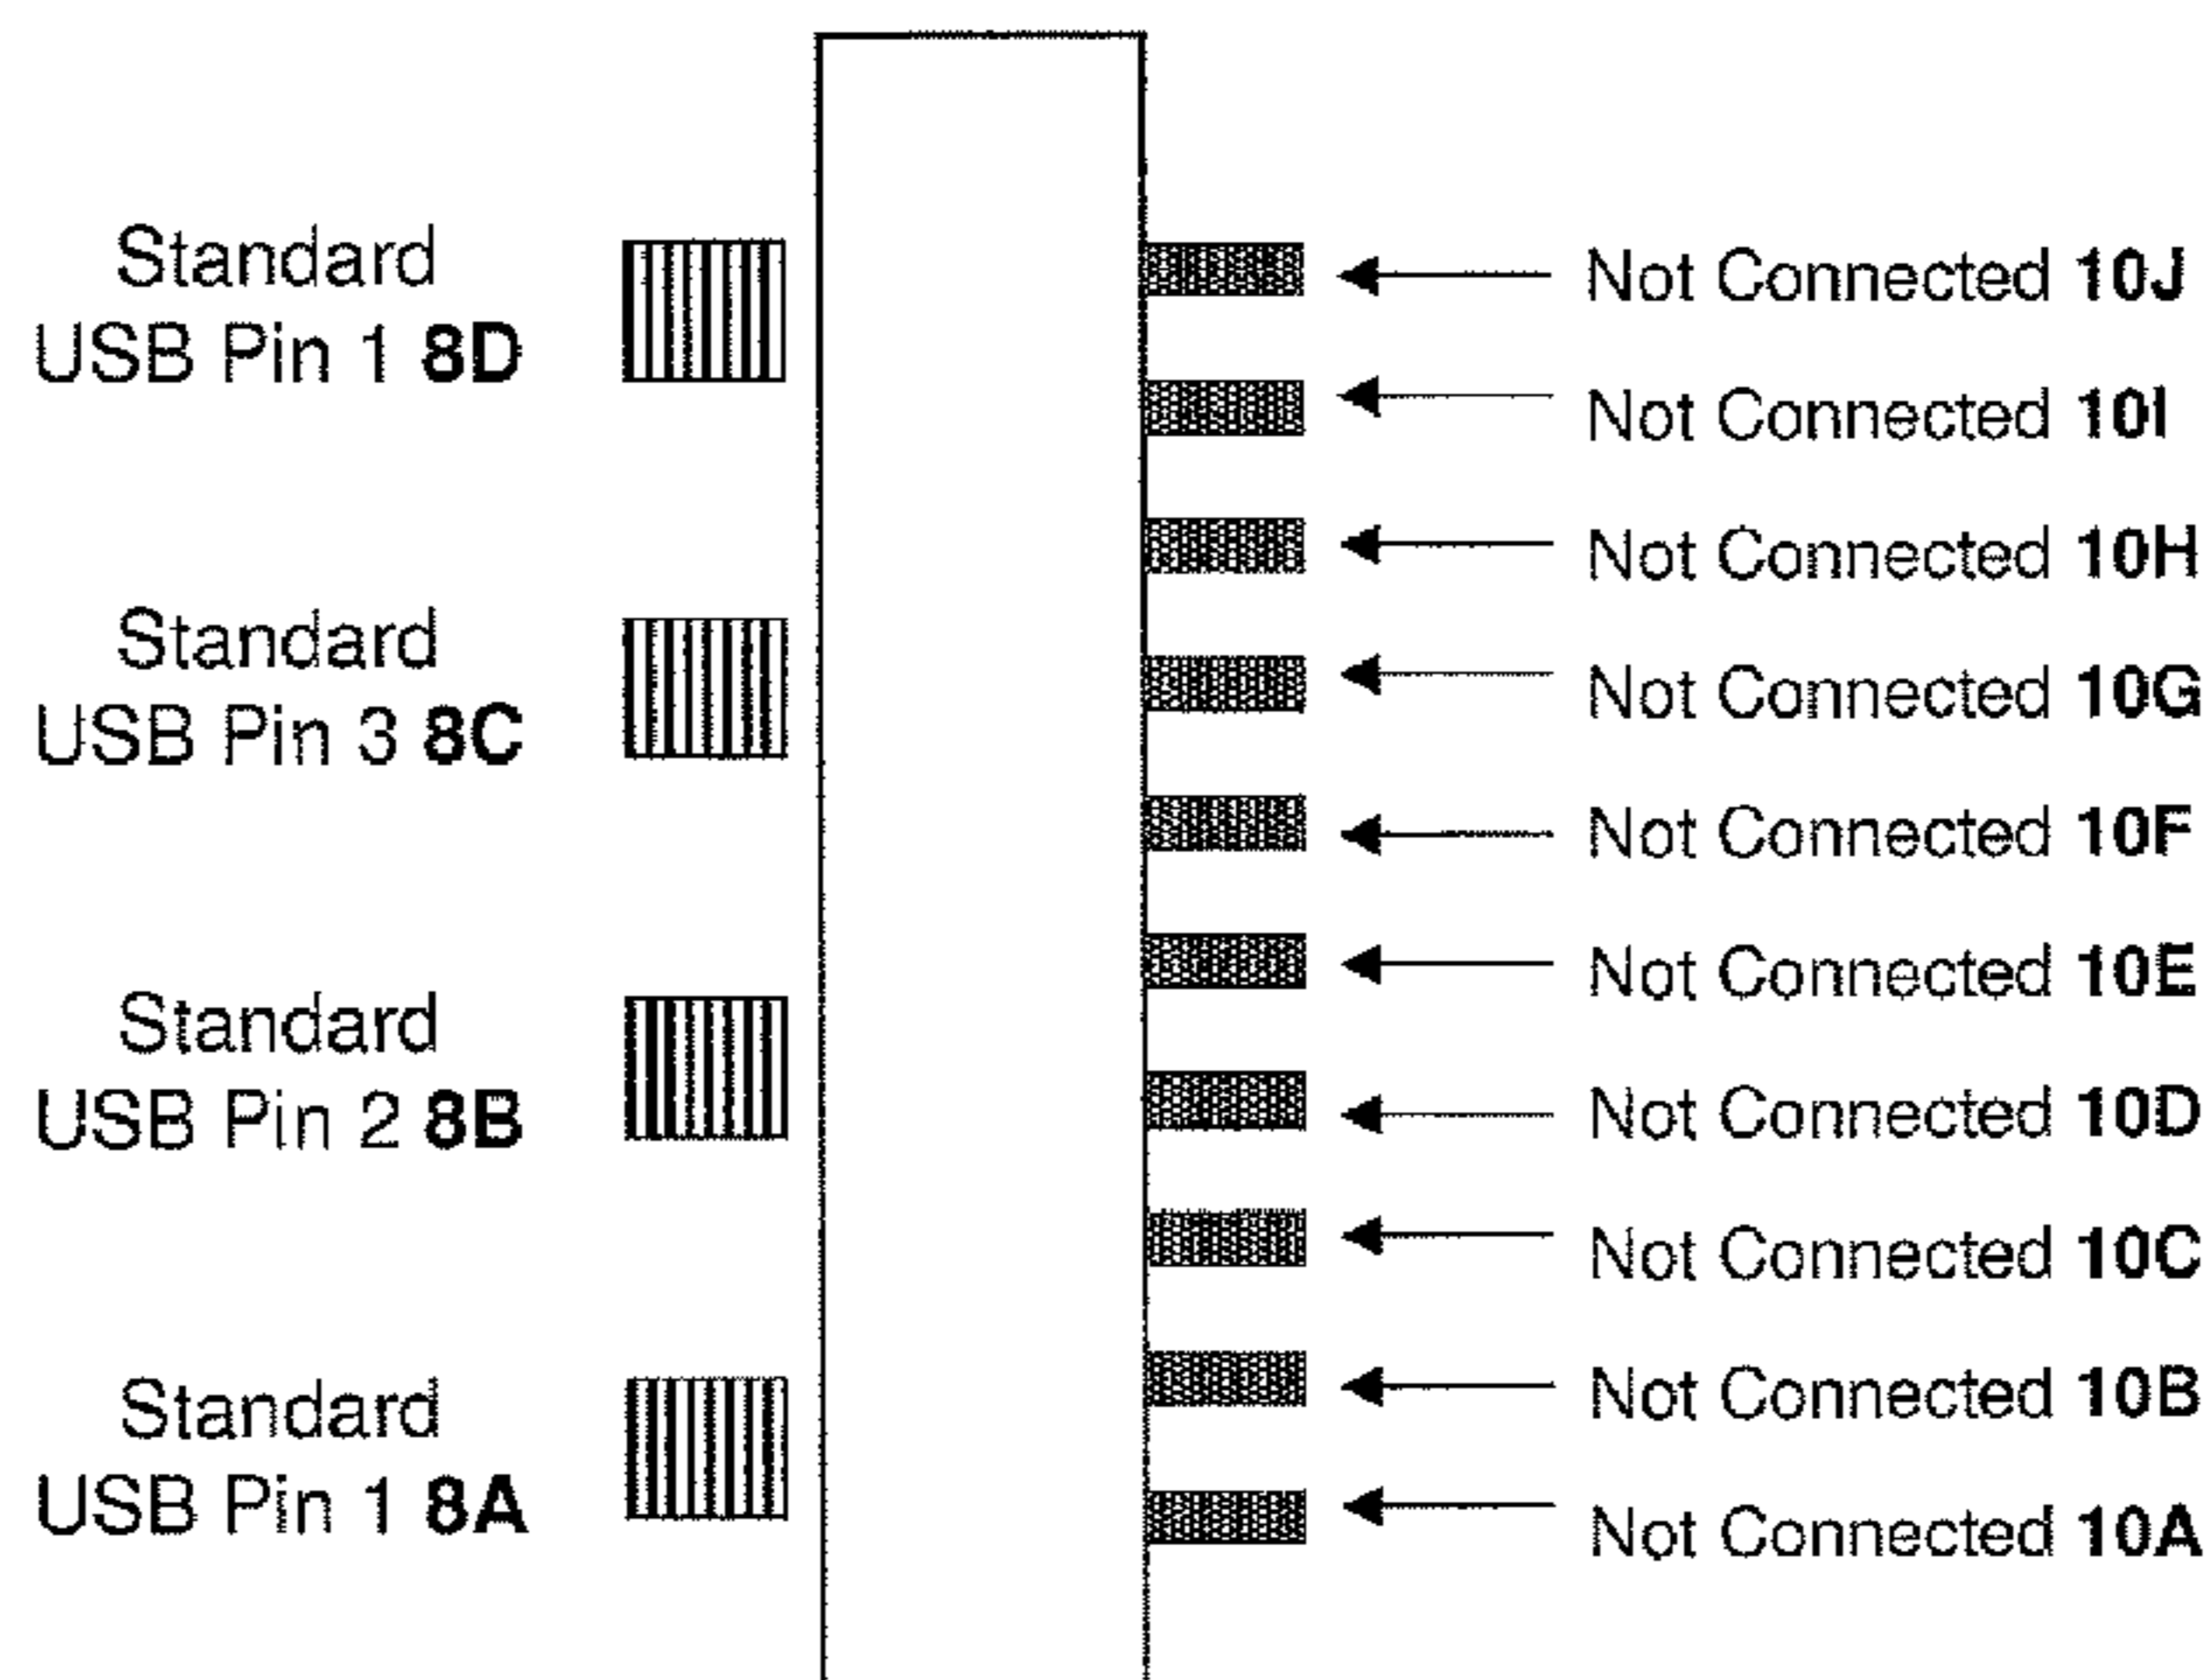 Standard
USB Pin 1 8D
Standard
USB Pin 3 8C
Standard
USB Pin 2 8B
Standard
USB Pin 1 8A
Not Connected 10J
Not Connected 10I
Not Connected 10H
Not Connected 10G
Not Connected 10F
Not Connected 10E
Not Connected 10D
Not Connected 10C
Not Connected 10B
Not Connected 10A